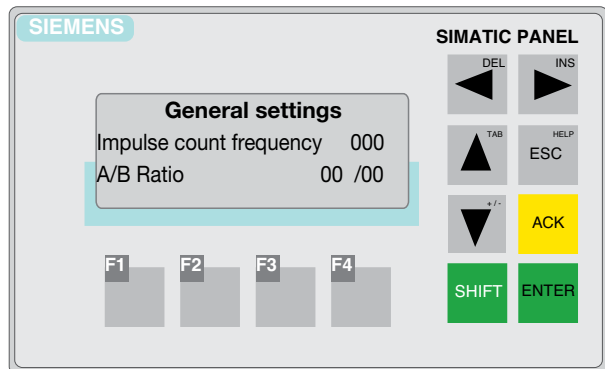 SIEMENS
SIMATIC PANEL
DEL
INS
General settings
Impulse count frequency 000
A/B Ratio 00 /00
TAB
HELP
ESC
+/-
ACK
F1 F2 F3 F4
SHIFT ENTER